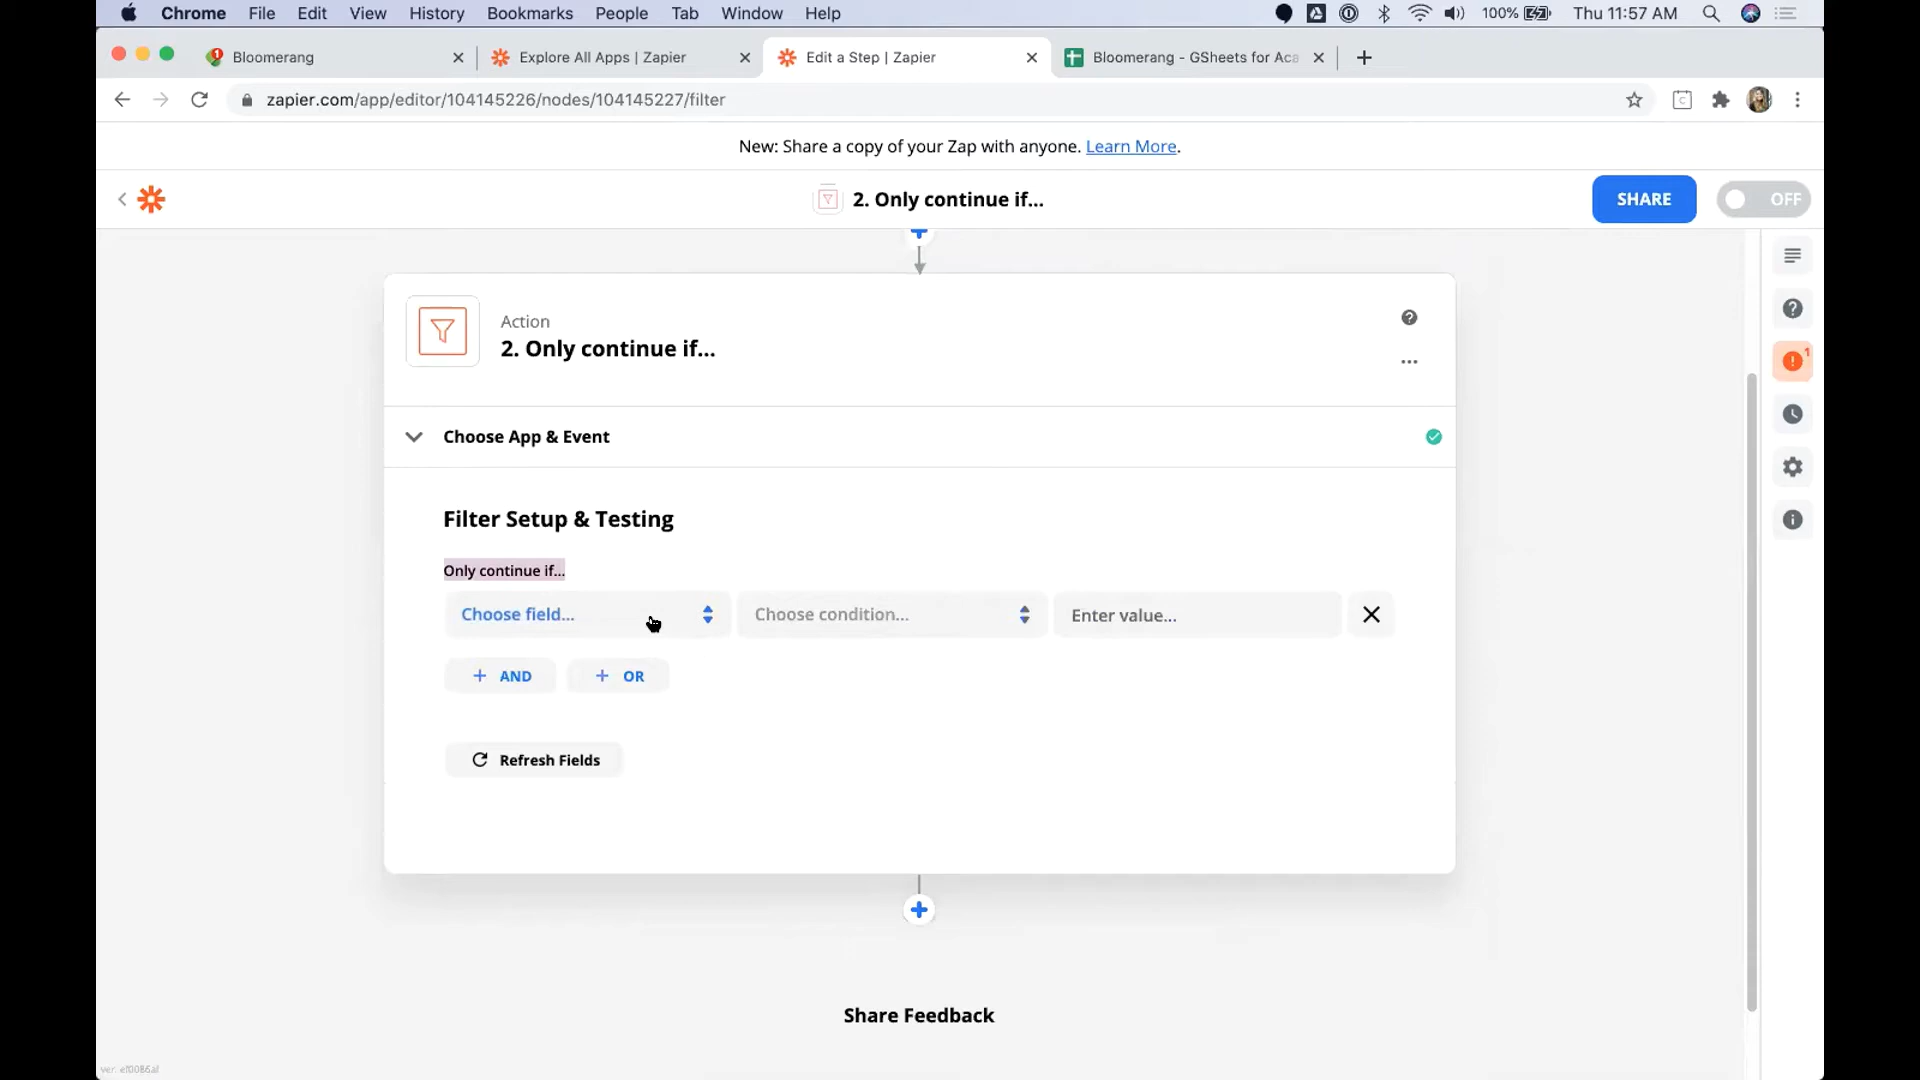 Chrome File Edit View History Bookmarks People Tab Window Help 100% Thu 11:57 AM
Bloomerang Explore All Apps | Zapier Edit a Step | Zapier Bloomerang - GSheets for Aca
zapier.com/app/editor/104145226/nodes/104145227/filter
New: Share a copy of your Zap with anyone. Learn More.
2. Only continue if...
SHARE
OFF
Action
2. Only continue if...
Choose App & Event
Filter Setup & Testing
Only continue if...
Choose field... Choose condition... Enter value...
+ AND + OR
Refresh Fields
Share Feedback